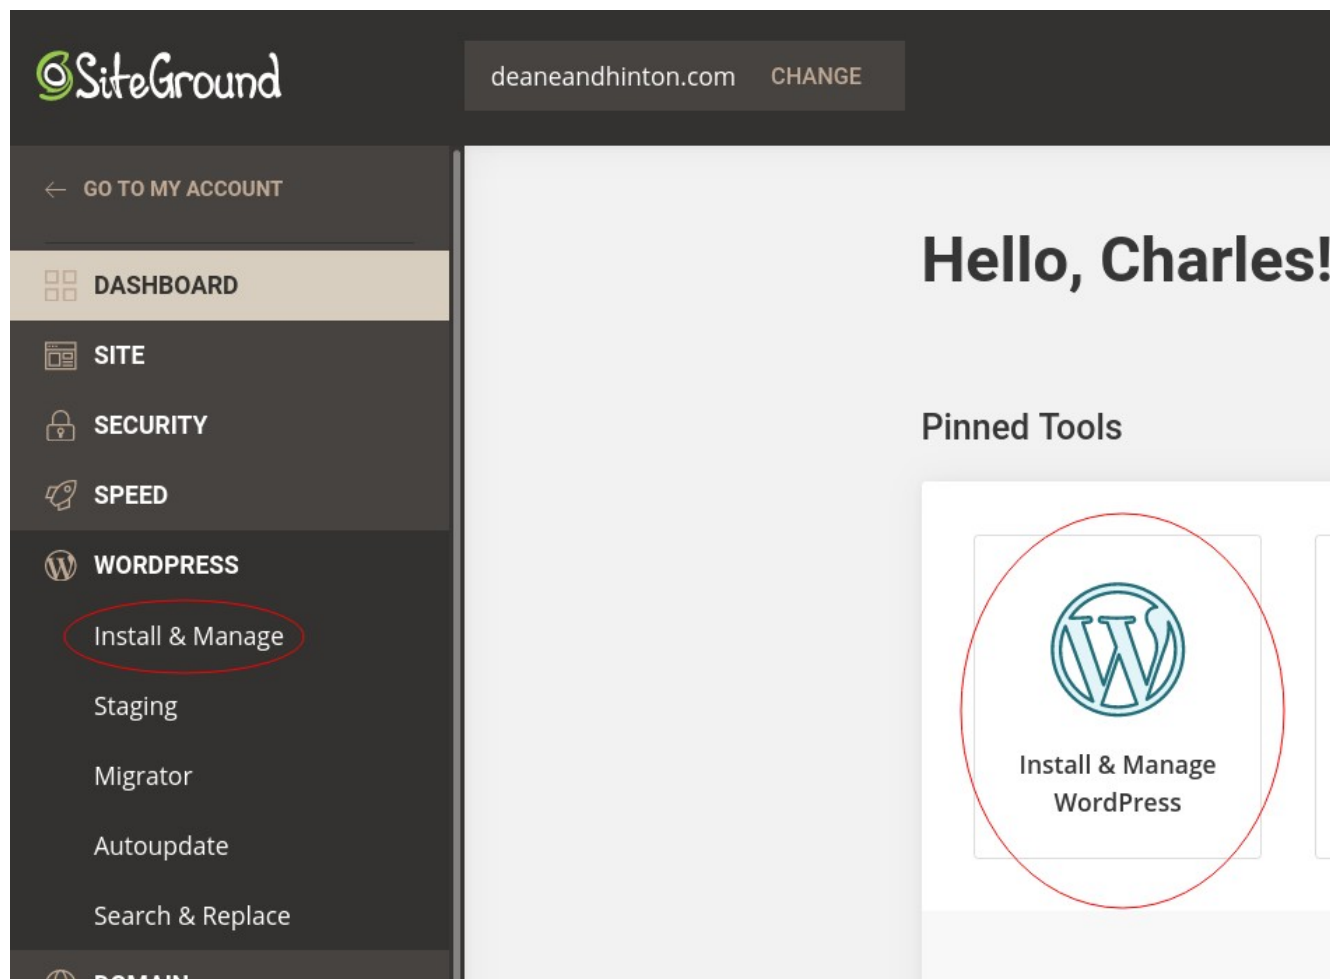 SiteGround
deaneandhinton.com CHANGE
← GO TO MY ACCOUNT
DASHBOARD
SITE
SECURITY
SPEED
WORDPRESS
Install & Manage
Staging
Migrator
Autoupdate
Search & Replace
DOMAIN
Hello, Charles!
Pinned Tools
Install & Manage
WordPress